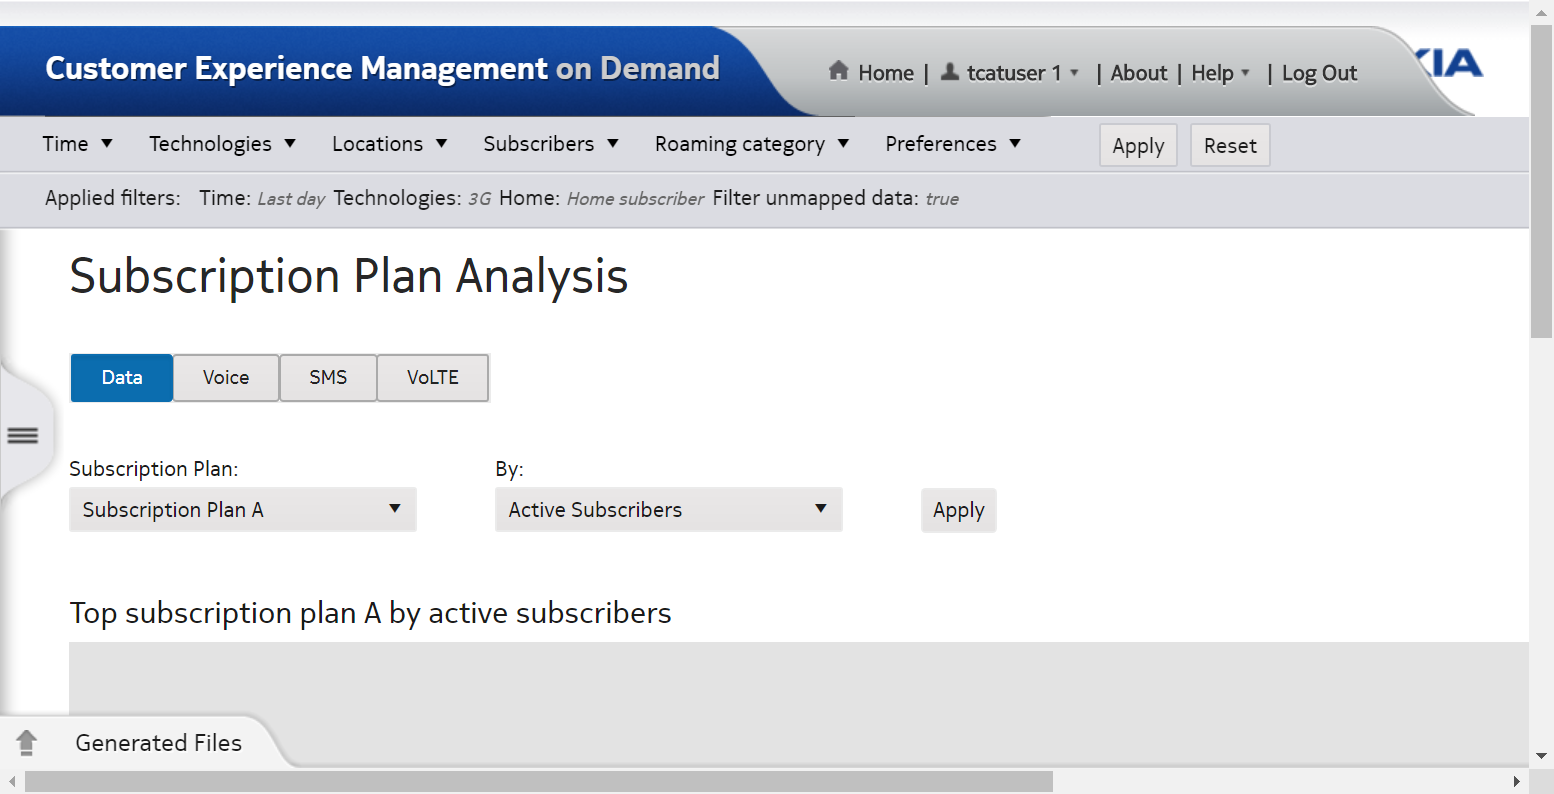 Customer Experience Management on Demand
Home | tcatuser 1 | About | Help | Log Out
Time Technologies Locations Subscribers Roaming category Preferences Apply Reset
Applied filters: Time: Last day Technologies: 3G Home: Home subscriber Filter unmapped data: true
Subscription Plan Analysis
Data Voice SMS VoLTE
Subscription Plan: By:
Subscription Plan A Active Subscribers Apply
Top subscription plan A by active subscribers
Generated Files